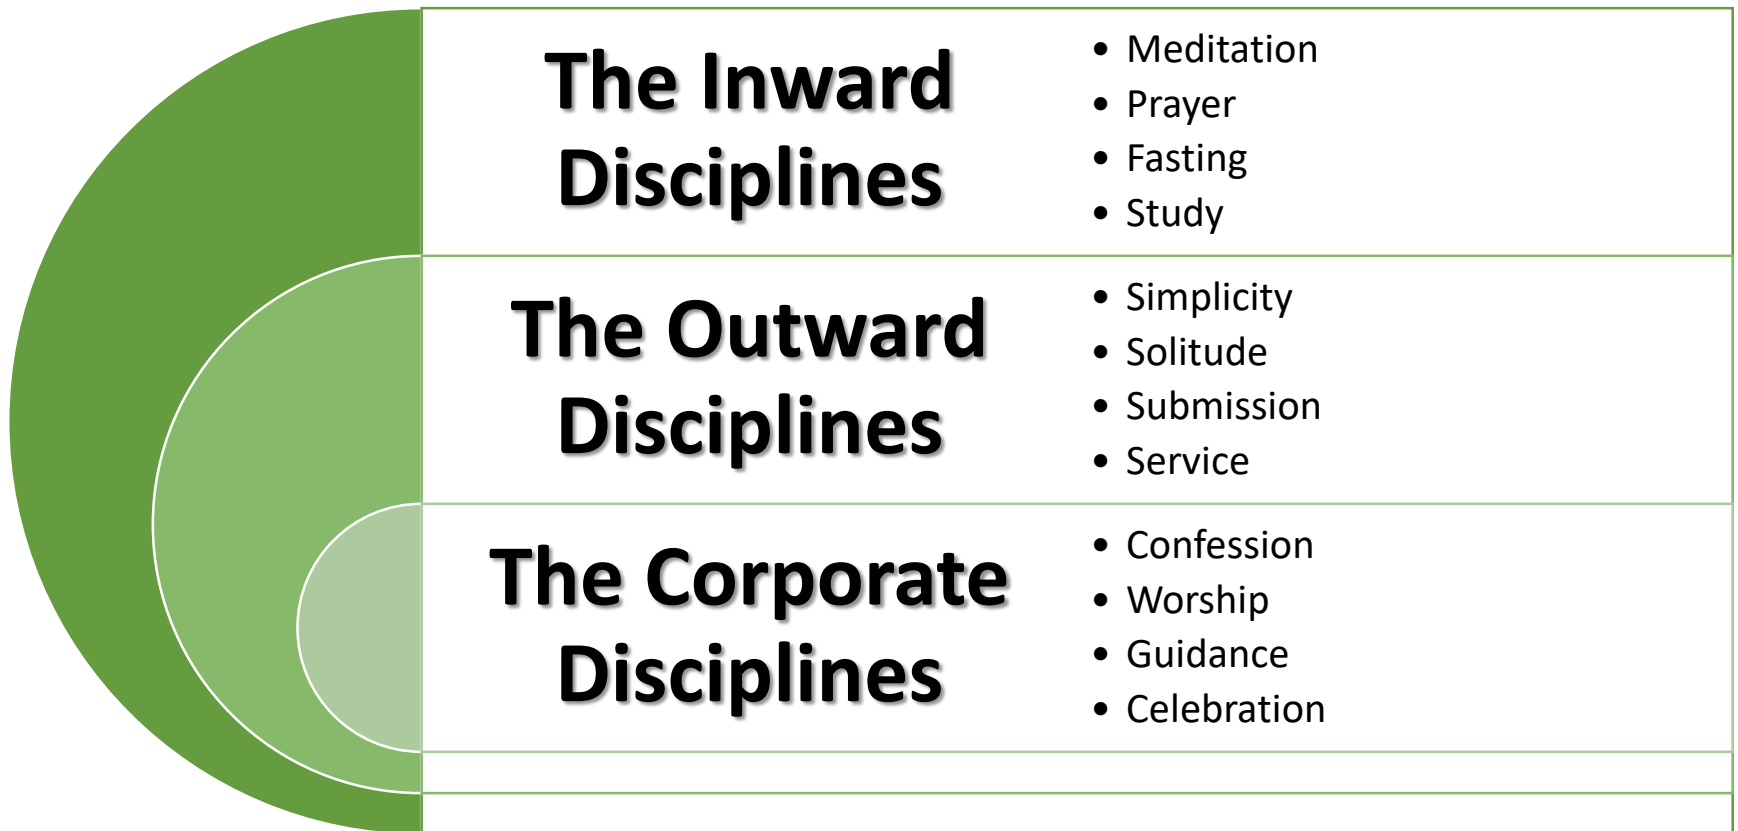 The Inward
Disciplines
• Meditation
• Prayer
• Fasting
• Study
The Outward
Disciplines
• Simplicity
• Solitude
• Submission
• Service
The Corporate
Disciplines
• Confession
• Worship
• Guidance
• Celebration